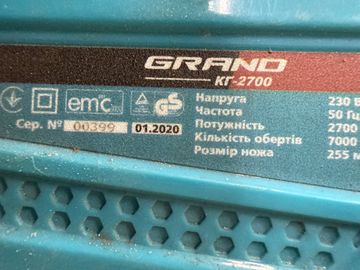 GRAND
КГ-2700
emc
GS
Сер. № 00399 01.2020
Напруга 230 В
Частота 50 Гц
Потужність 2700
Кількість обертів 7000
Розмір ножа 255 м